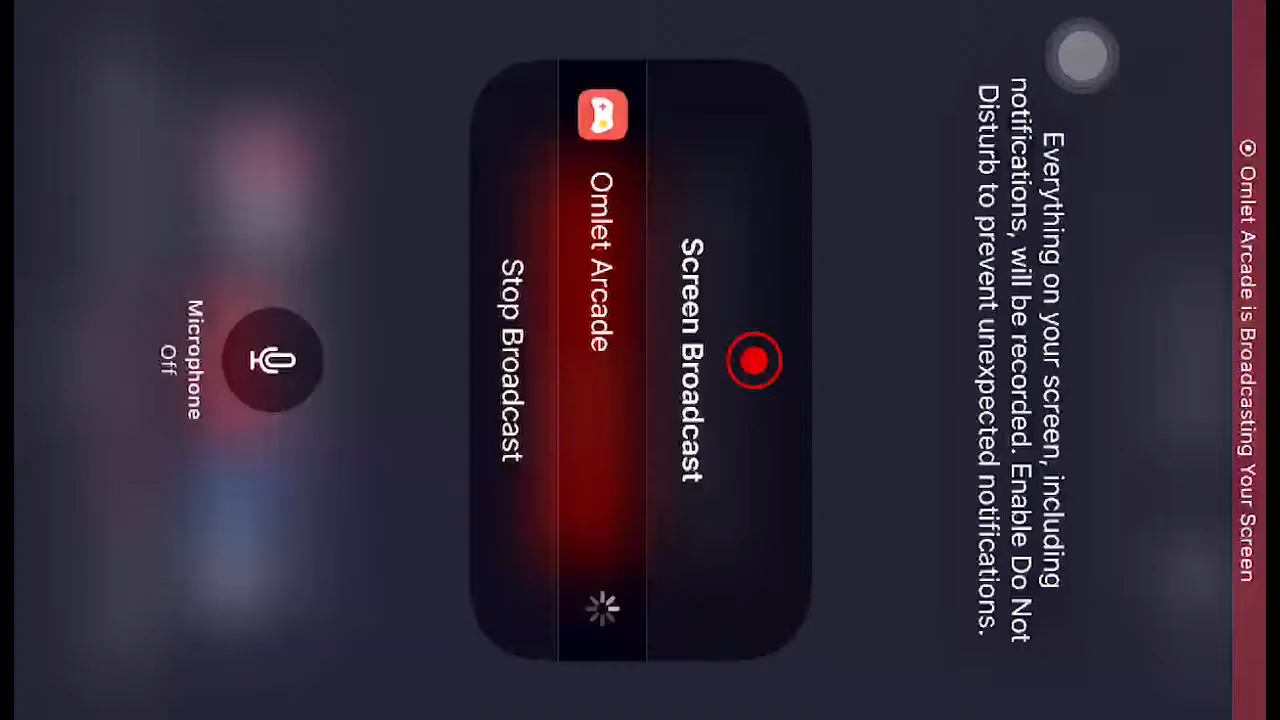 Omlet Arcade is Broadcasting Your Screen
Everything on your screen, including
notifications, will be recorded. Enable Do Not
Disturb to prevent unexpected notifications.
Screen Broadcast
Omlet Arcade
Stop Broadcast
Microphone
Off